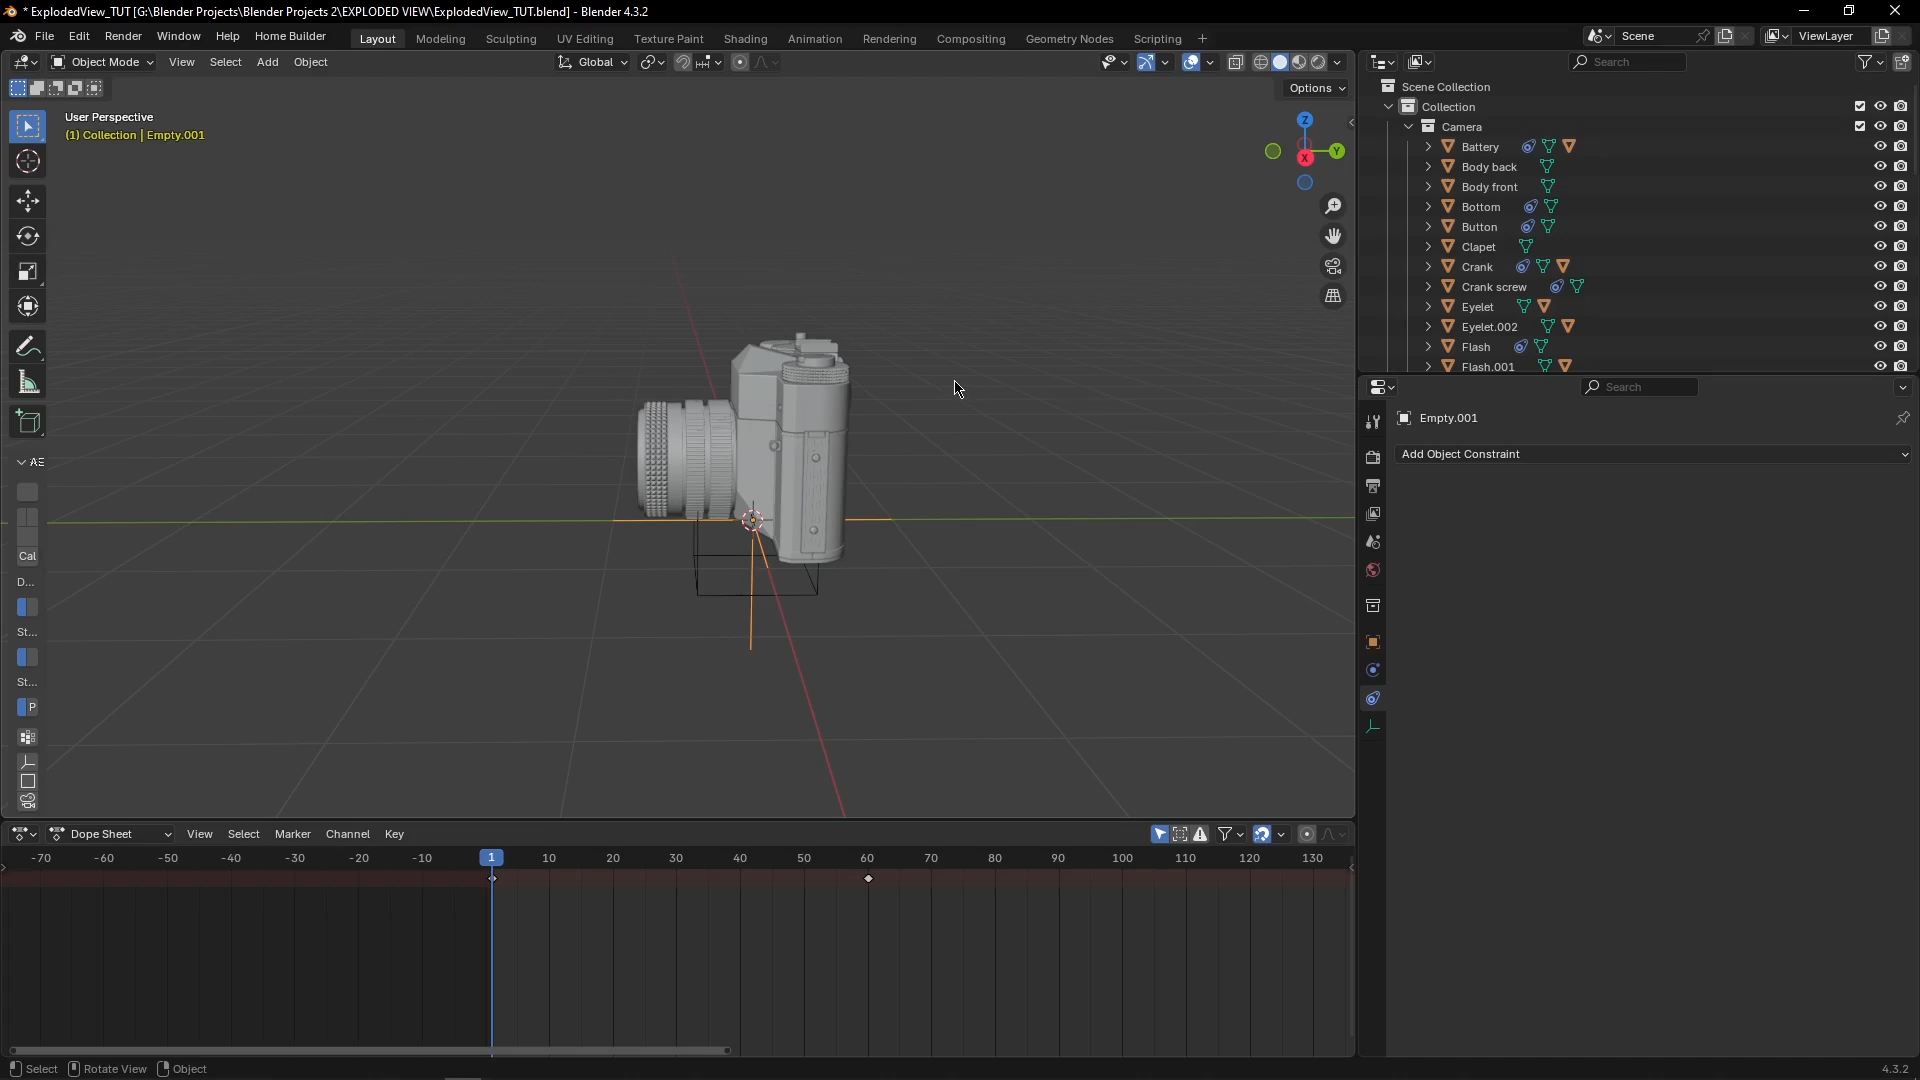 * ExplodedView_TUT [G:\Blender Projects\Blender Projects 2\EXPLODED VIEW\ExplodedView_TUT.blend] - Blender 4.3.2
File Edit Render Window Help Home Builder Layout Modeling Sculpting UV Editing Texture Paint Shading Animation Rendering Compositing Geometry Nodes Scripting + Scene ViewLayer
Object Mode View Select Add Object Global Search
Options
User Perspective
(1) Collection | Empty.001
Z
Y
X
AE
Cal
D...
St...
St...
P
Scene Collection
Collection
Camera
Battery
Body back
Body front
Bottom
Button
Clapet
Crank
Crank screw
Eyelet
Eyelet.002
Flash
Flash.001
Search
Empty.001
Add Object Constraint
Dope Sheet View Select Marker Channel Key
-70 -60 -50 -40 -30 -20 -10 1 10 20 30 40 50 60 70 80 90 100 110 120 130
Select Rotate View Object 4.3.2